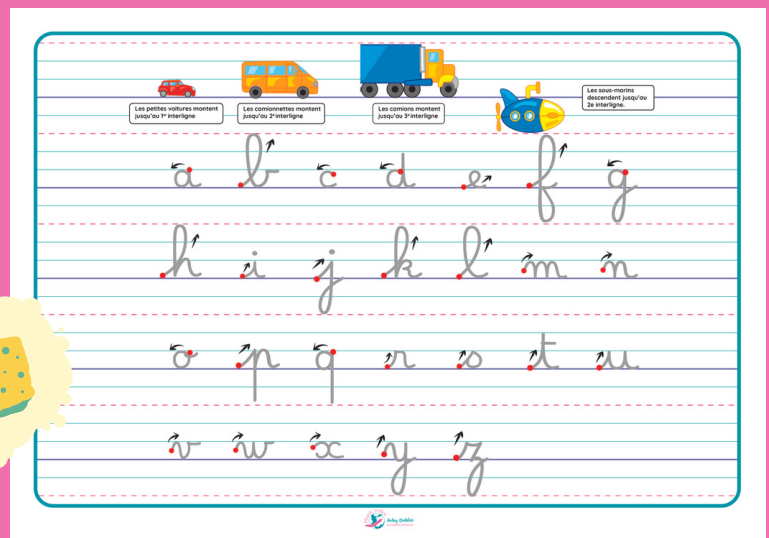 Les petites voitures montent
jusqu'au 1er interligne
Les camionnettes montent
jusqu'au 2e interligne
Les camions montent
jusqu'au 3e interligne
Les sous-marins
descendent jusqu'au
2e interligne.
a b c d e f g
h i j k l m n
o p q r s t u
v w x y z